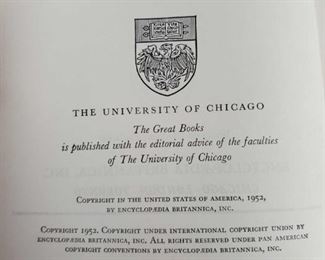 THE UNIVERSITY OF CHICAGO
The Great Books
is published with the editorial advice of the faculties
of The University of Chicago
COPYRIGHT IN THE UNITED STATES OF AMERICA, 1952,
BY ENCYCLOPÆDIA BRITANNICA, INC.
COPYRIGHT 1952. COPYRIGHT UNDER INTERNATIONAL COPYRIGHT UNION BY
ENCYCLOPÆDIA BRITANNICA, INC. ALL RIGHTS RESERVED UNDER PAN AMERICAN
COPYRIGHT CONVENTIONS BY ENCYCLOPÆDIA BRITANNICA, INC.